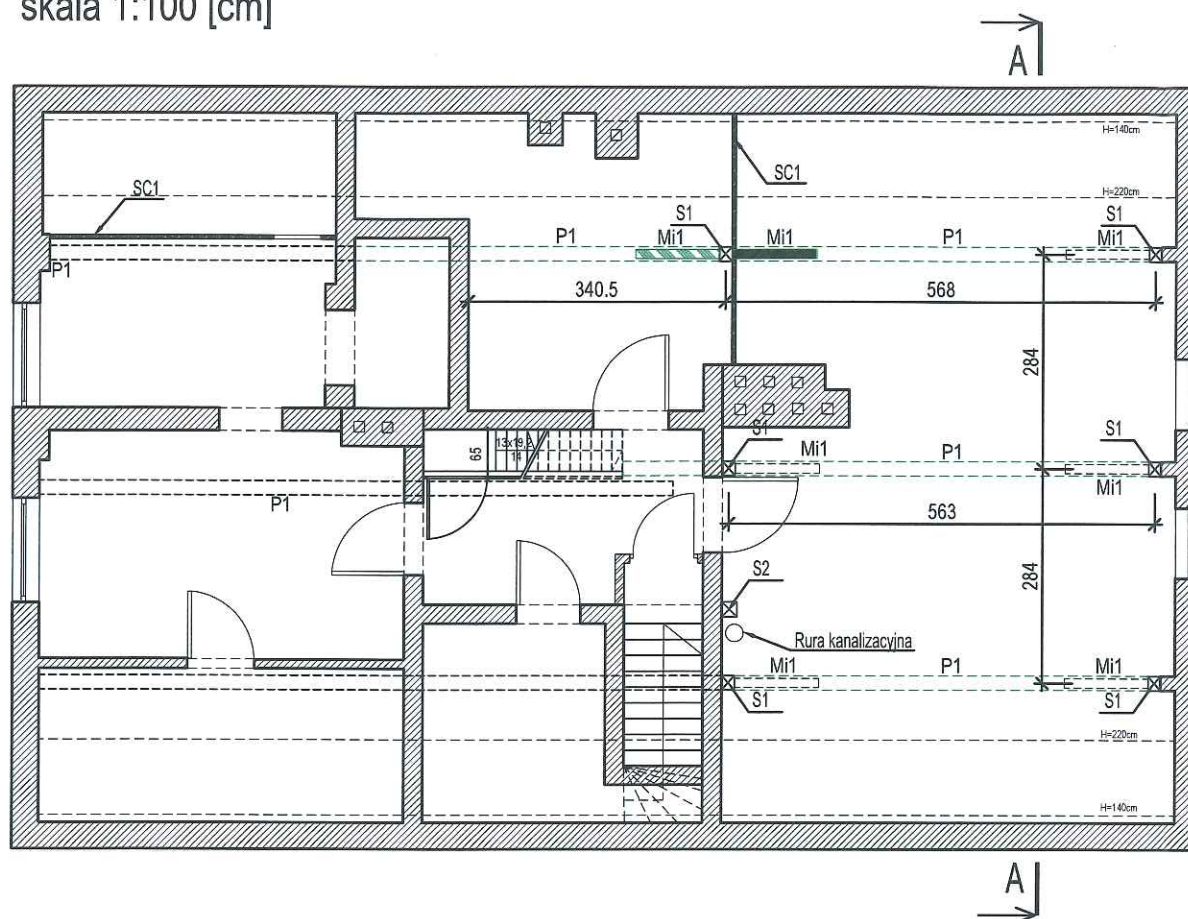 skala 1:100 [cm]
A
H=140cm
SC1
SC1
H=220cm
S1
S1
P1
Mi1
Mi1
P1
Mi1
P1
340.5
568
284
S1
13x19,2
14
65
Mi1
P1
S1
Mi1
P1
563
S2
284
Rura kanalizacyjna
Mi1
P1
Mi1
S1
S1
H=220cm
H=140cm
A